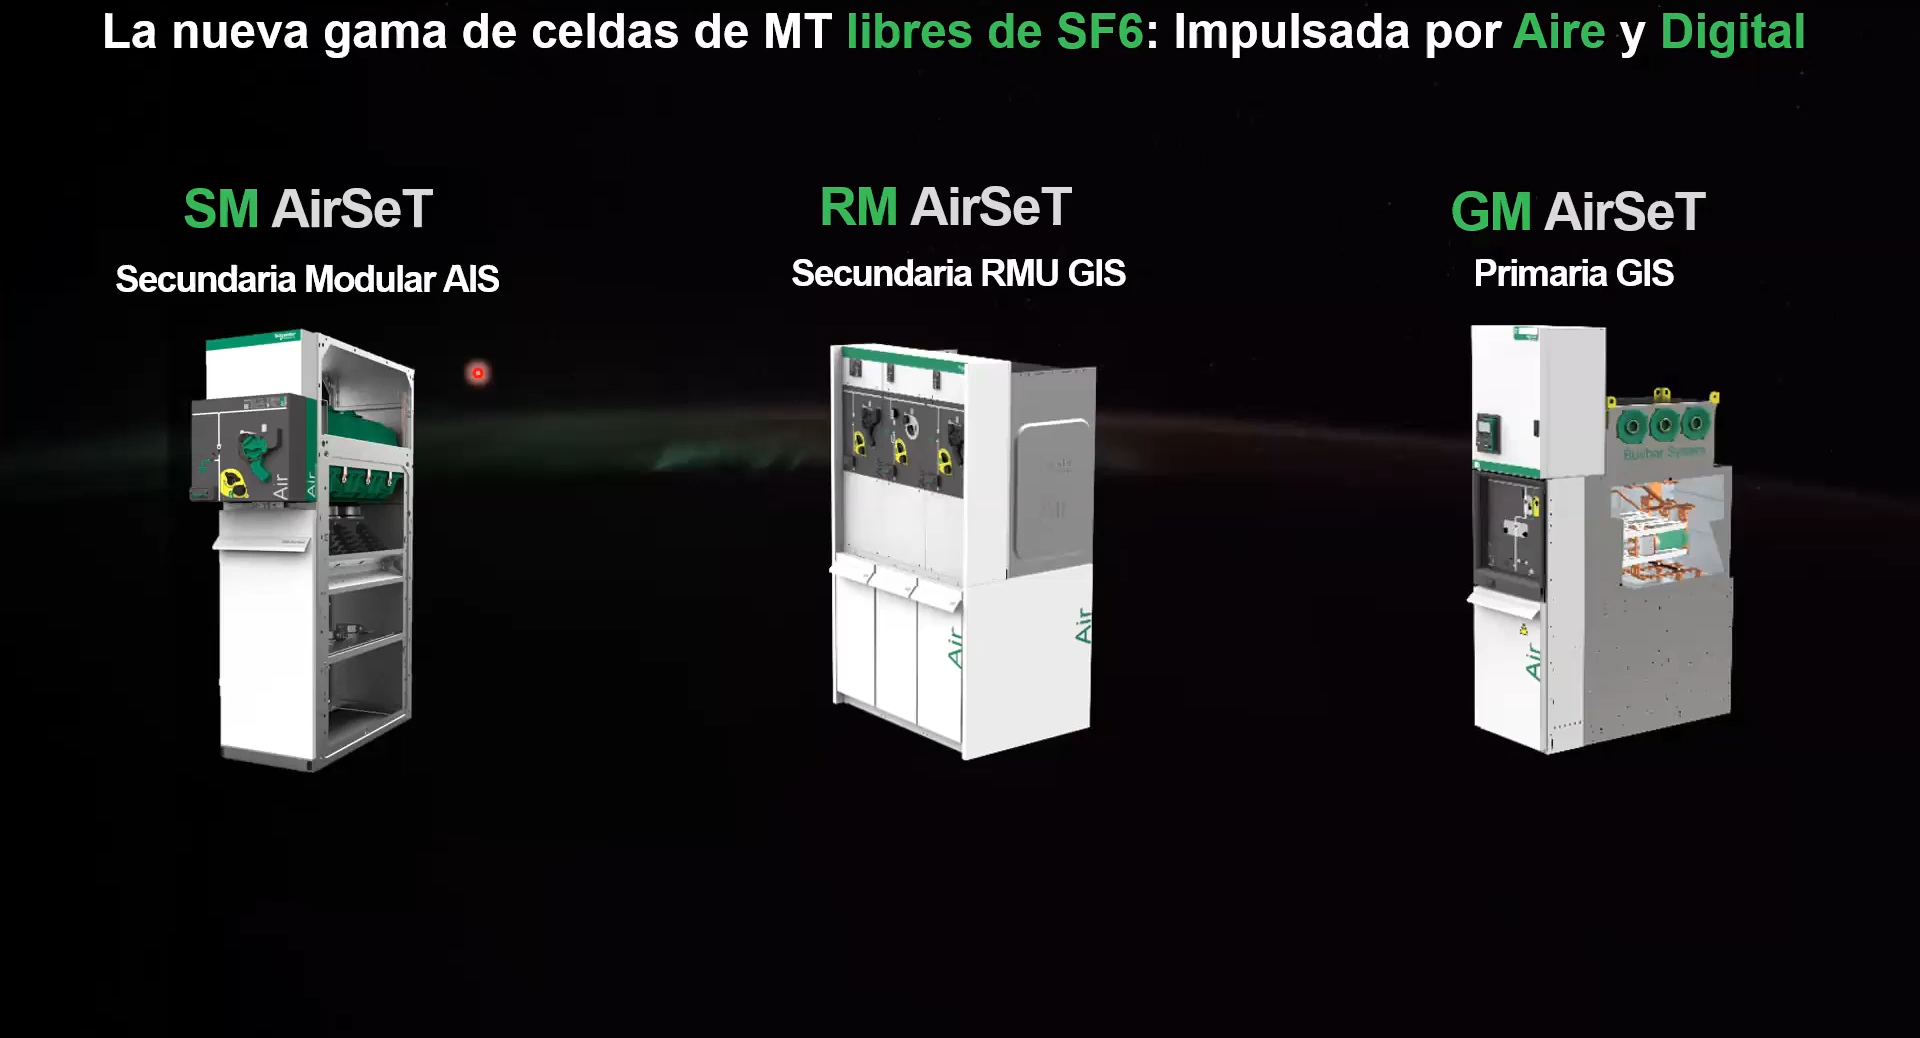 La nueva gama de celdas de MT libres de SF6: Impulsada por Aire y Digital
SM AirSeT
Secundaria Modular AIS
RM AirSeT
Secundaria RMU GIS
GM AirSeT
Primaria GIS
Schneider
Air
Air
Air
Air
Busbar System
Air